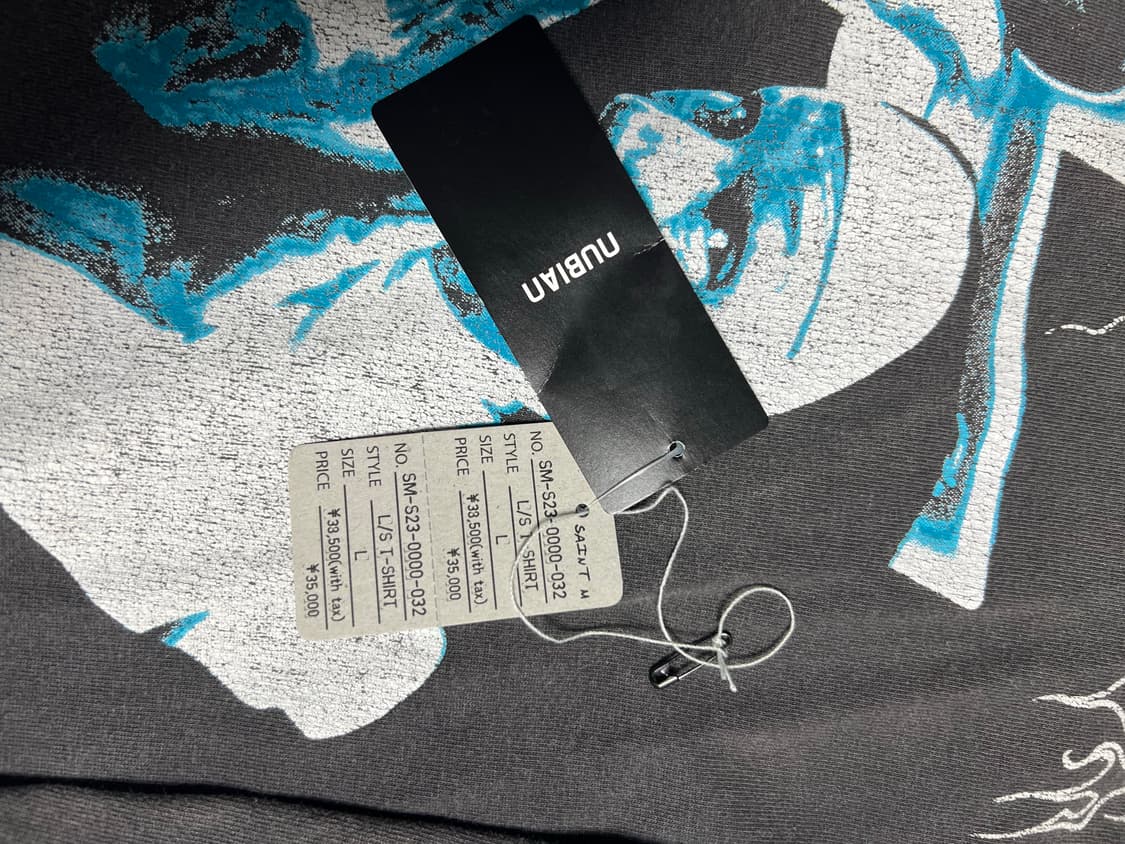 NUBIAN
SAINT M
NO. SM-S23-0000-032
STYLE L/S T-SHIRT
SIZE L
PRICE ¥38,500(with tax)
¥35,000
NO. SM-S23-0000-032
STYLE L/S T-SHIRT
SIZE L
PRICE ¥38,500(with tax)
¥35,000